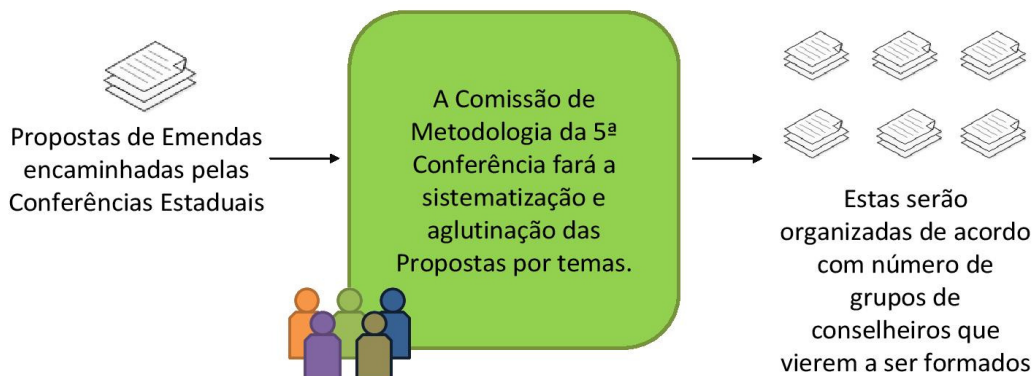 Propostas de Emendas
encaminhadas pelas
Conferências Estaduais
A Comissão de
Metodologia da 5ª
Conferência fará a
sistematização e
aglutinação das
Propostas por temas.
Estas serão
organizadas de acordo
com número de
grupos de
conselheiros que
vierem a ser formados